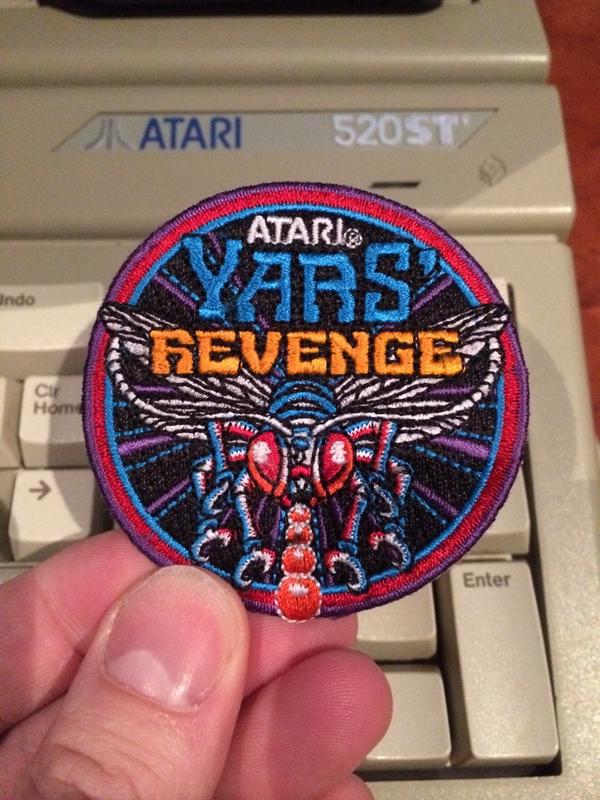 ATARI 520ST
ATARI®
YARS'
REVENGE
Undo
Clr
Home
→
Enter